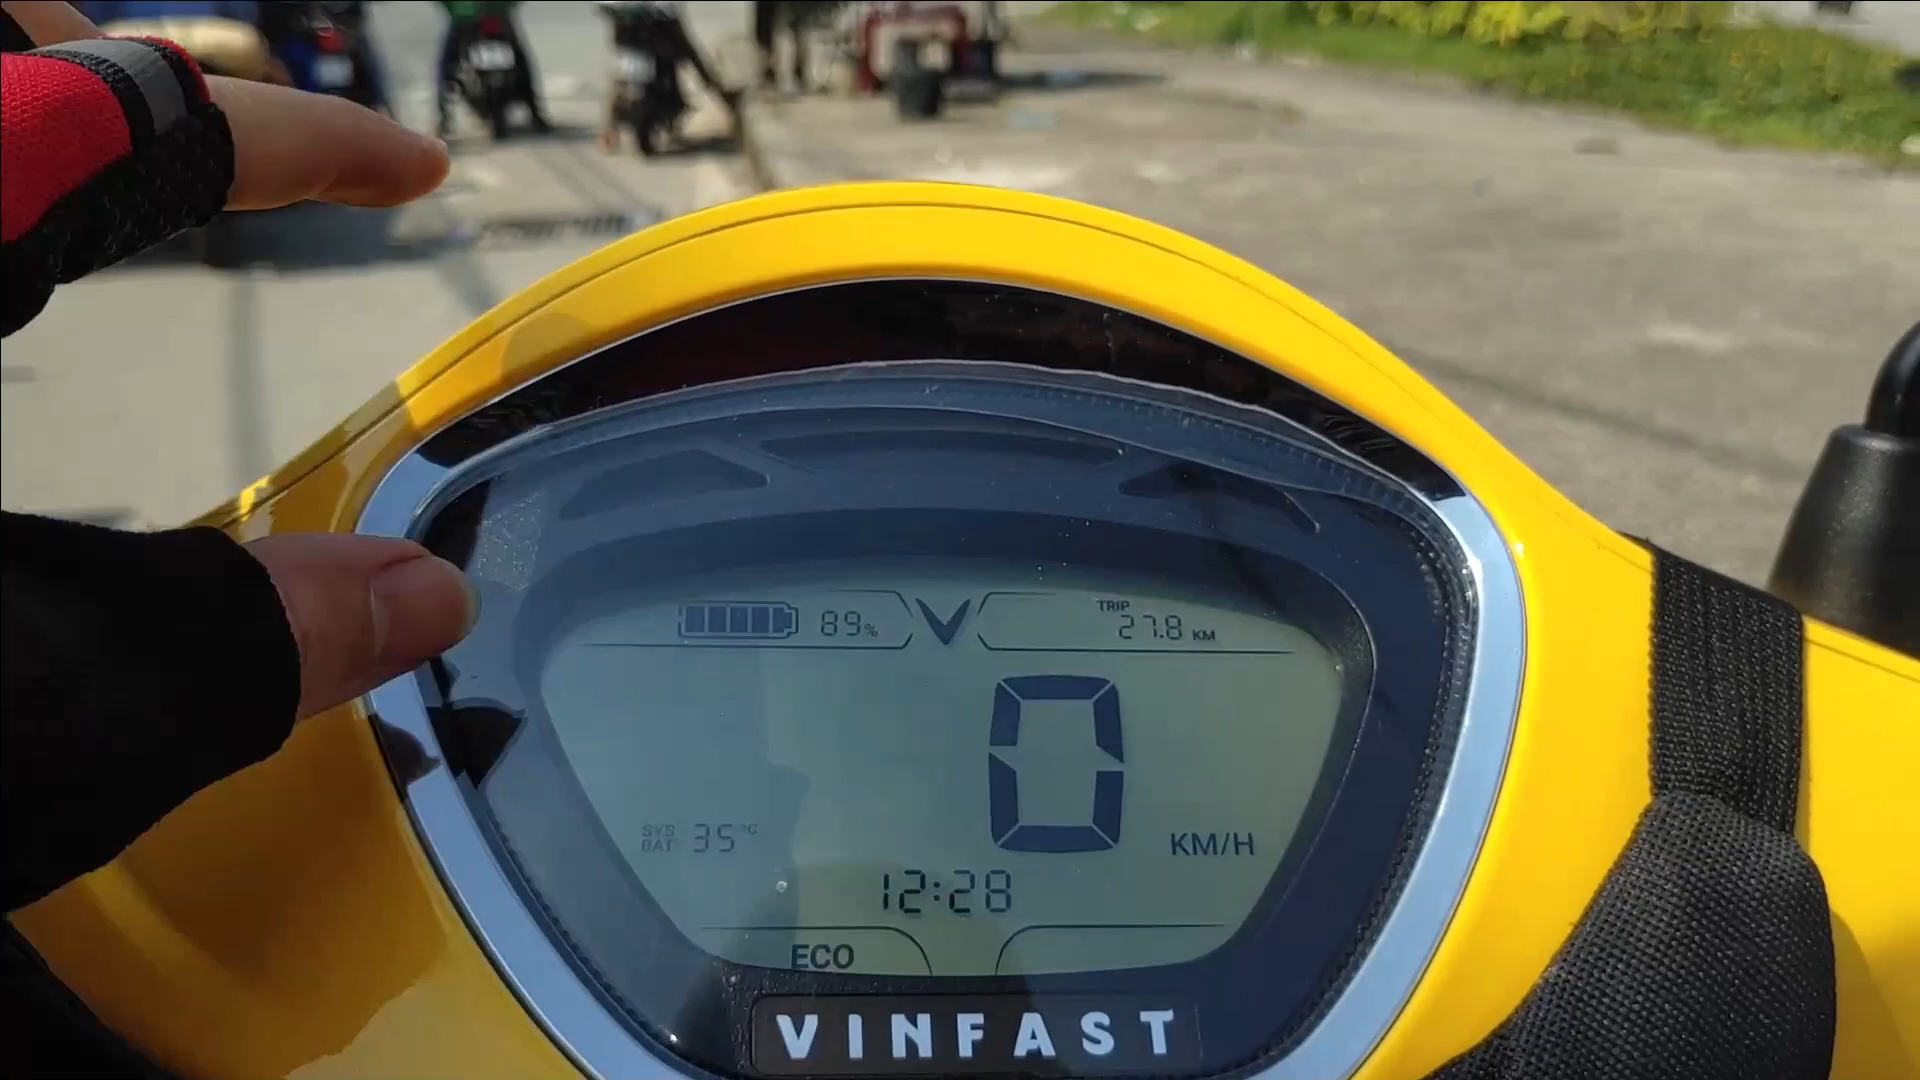 89%
TRIP
27.8 KM
0
KM/H
SYS
BAT 35 °C
12:28
ECO
VINFAST